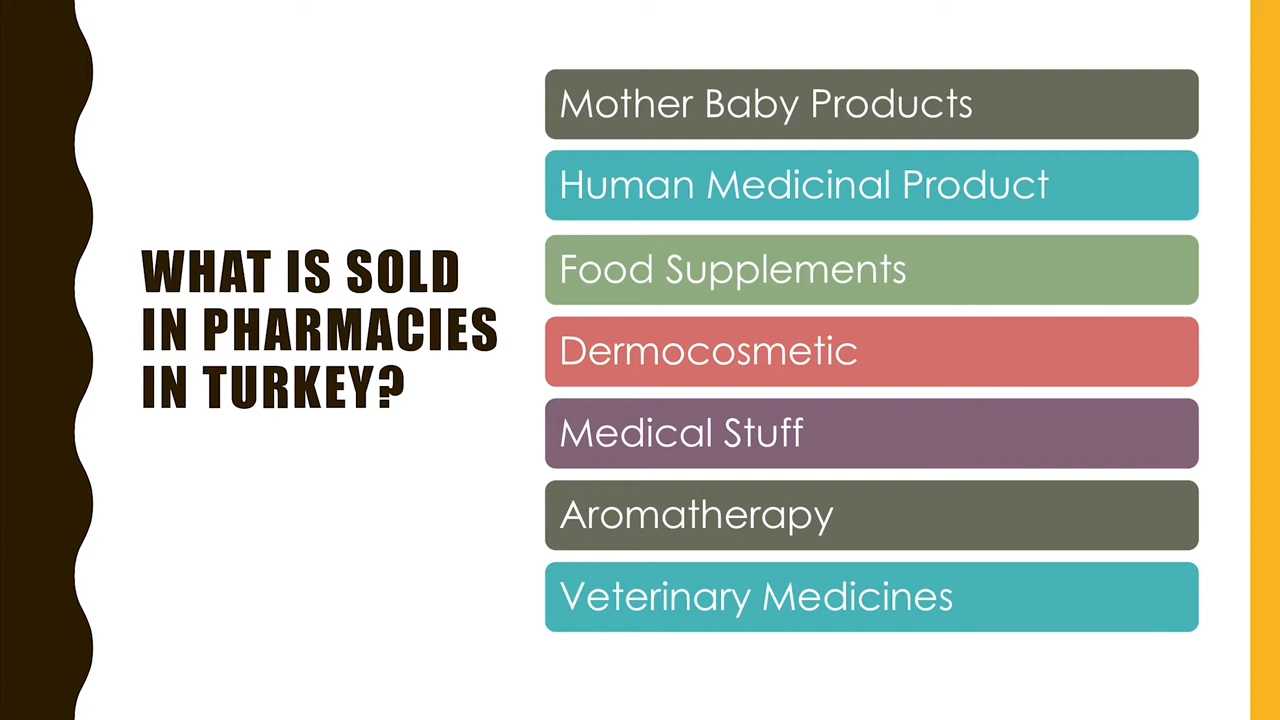 WHAT IS SOLD
IN PHARMACIES
IN TURKEY?
Mother Baby Products
Human Medicinal Product
Food Supplements
Dermocosmetic
Medical Stuff
Aromatherapy
Veterinary Medicines